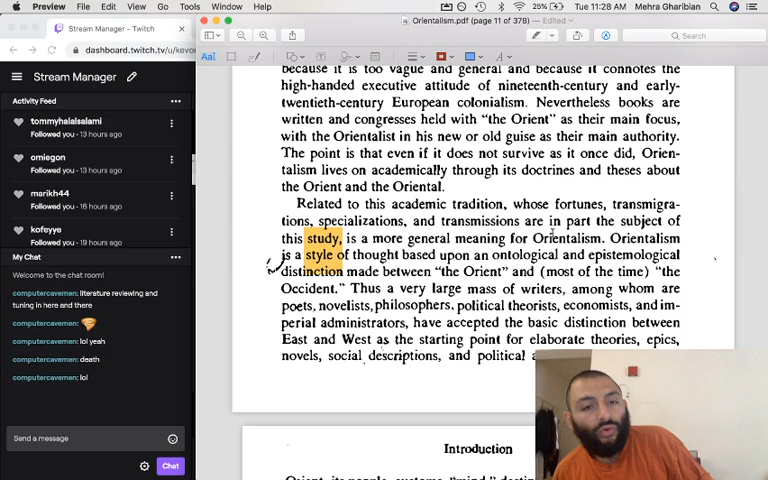 Preview File Edit View Go Tools Window Help
25% Tue 11:28 AM Mehra Gharibian
Stream Manager - Twitch
dashboard.twitch.tv/u/kevor
Stream Manager
Activity Feed
tommyhalalsalami
Followed you · 13 hours ago
omiegon
Followed you · 13 hours ago
marikh44
Followed you · 16 hours ago
kofeyye
Followed you · 19 hours ago
My Chat
Welcome to the chat room!
computercavemen: literature reviewing and
tuning in here and there
computercavemen:
computercavemen: lol yeah
computercavemen: death
computercavemen: lol
Send a message
Chat
Orientalism.pdf (page 11 of 378) — Edited
Search
because it is too vague and general and because it connotes the
high-handed executive attitude of nineteenth-century and early-
twentieth-century European colonialism. Nevertheless books are
written and congresses held with "the Orient" as their main focus,
with the Orientalist in his new or old guise as their main authority.
The point is that even if it does not survive as it once did, Orien-
talism lives on academically through its doctrines and theses about
the Orient and the Oriental.
Related to this academic tradition, whose fortunes, transmigra-
tions, specializations, and transmissions are in part the subject of
this study, is a more general meaning for Orientalism. Orientalism
is a style of thought based upon an ontological and epistemological
distinction made between "the Orient" and (most of the time) "the
Occident." Thus a very large mass of writers, among whom are
poets, novelists, philosophers, political theorists, economists, and im-
perial administrators, have accepted the basic distinction between
East and West as the starting point for elaborate theories, epics,
novels, social descriptions, and political
Introduction